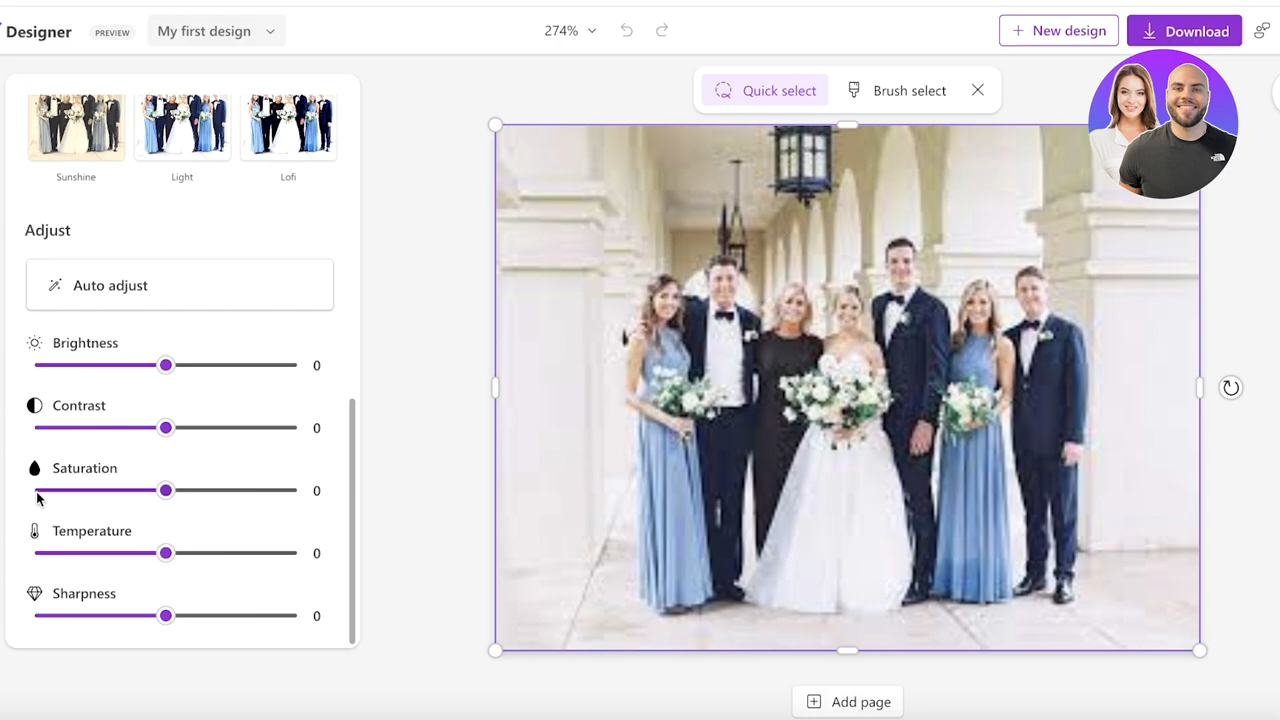 Designer PREVIEW My first design 274% New design Download
Quick select Brush select
Sunshine Light Lofi
Adjust
Auto adjust
Brightness
0
Contrast
0
Saturation
0
Temperature
0
Sharpness
0
Add page